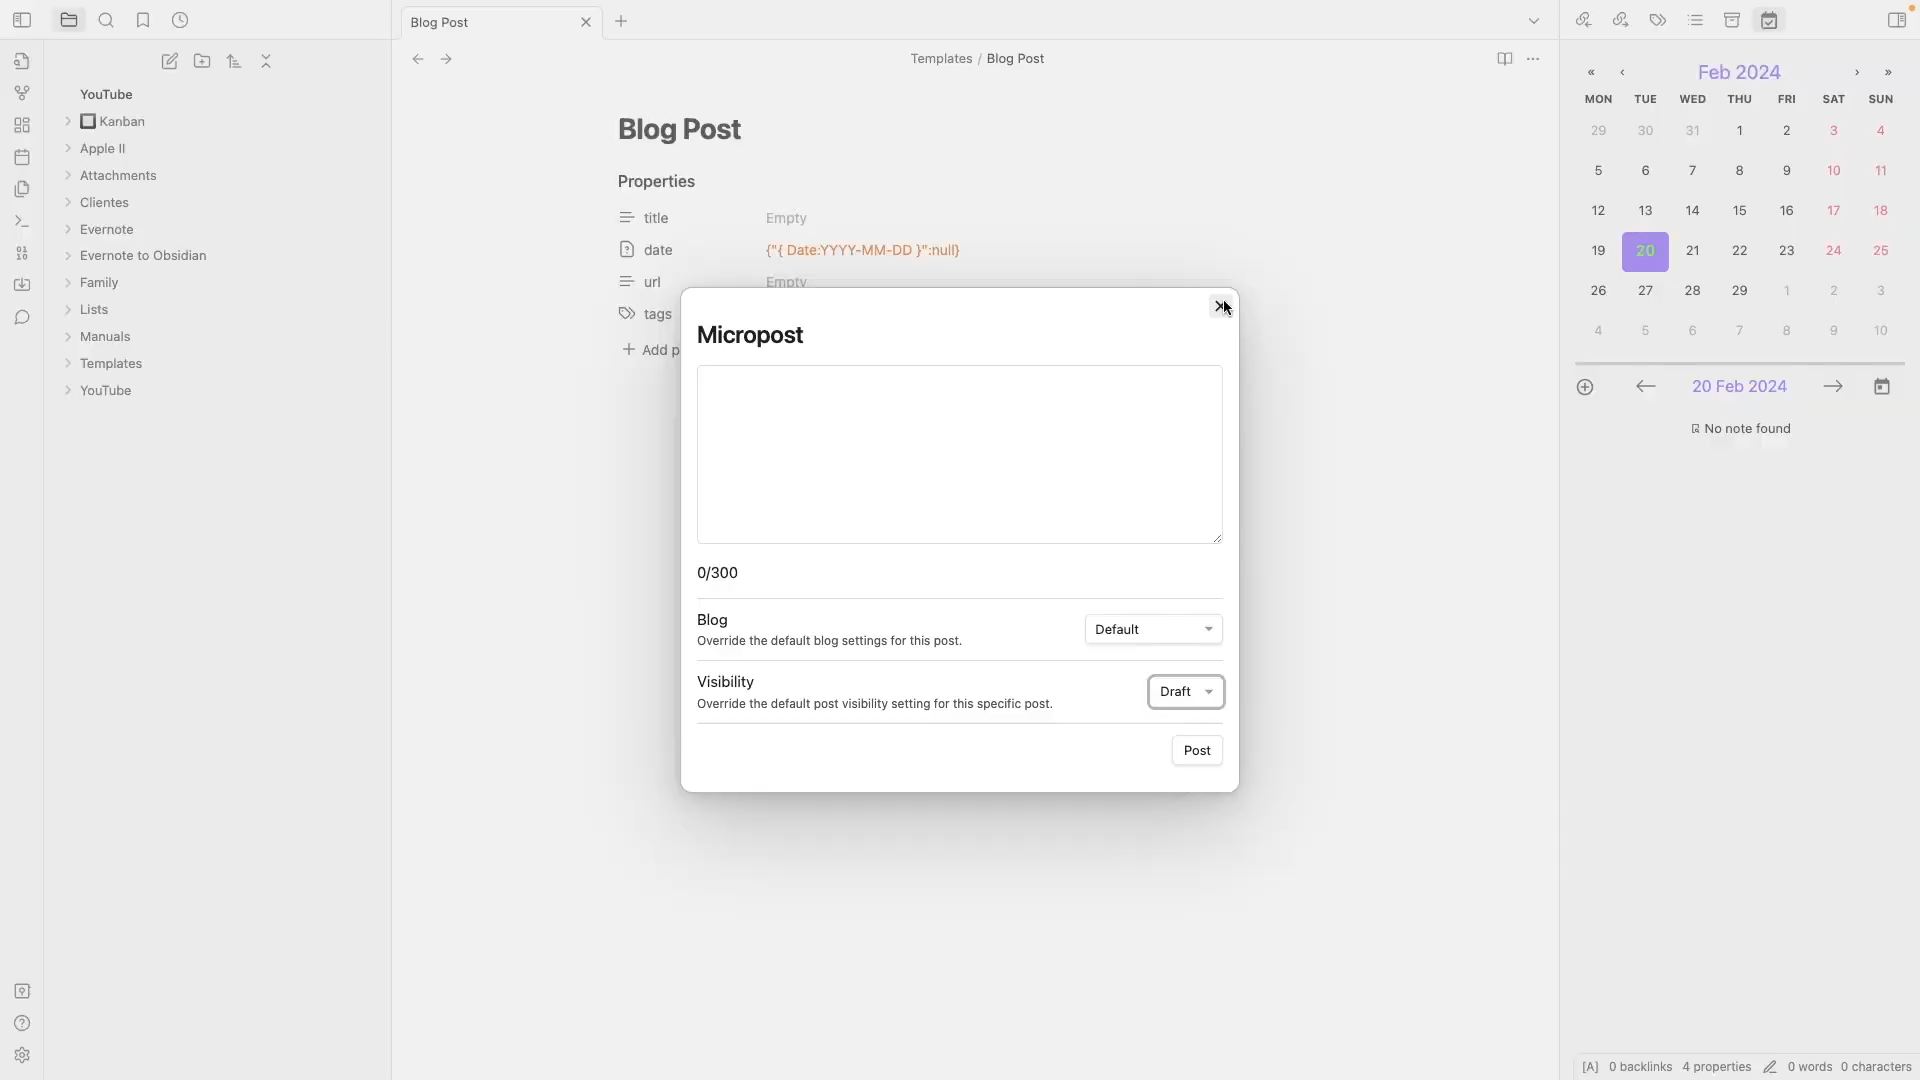 Blog Post
Templates / Blog Post
YouTube
Kanban
Apple II
Attachments
Clientes
Evernote
Evernote to Obsidian
Family
Lists
Manuals
Templates
YouTube
Blog Post
Properties
title Empty
date {"{ Date:YYYY-MM-DD }":null}
url Empty
tags
+ Add p
Micropost
0/300
Blog
Override the default blog settings for this post.
Default
Visibility
Override the default post visibility setting for this specific post.
Draft
Post
« ‹ Feb 2024 › »
MON TUE WED THU FRI SAT SUN
29 30 31 1 2 3 4
5 6 7 8 9 10 11
12 13 14 15 16 17 18
19 20 21 22 23 24 25
26 27 28 29 1 2 3
4 5 6 7 8 9 10
20 Feb 2024
No note found
[A] 0 backlinks 4 properties 0 words 0 characters